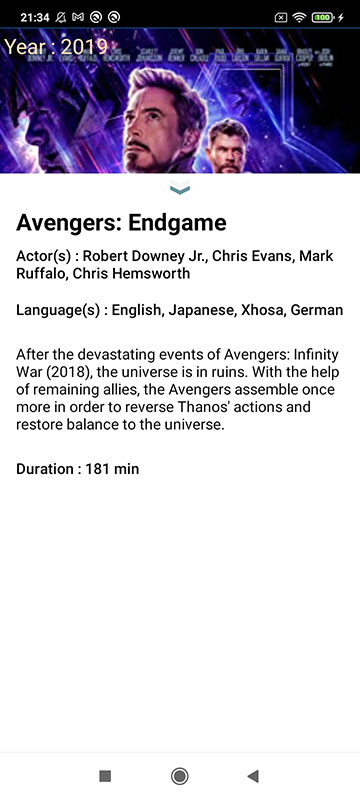 21:34
100
Year : 2019
Avengers: Endgame
Actor(s) : Robert Downey Jr., Chris Evans, Mark
Ruffalo, Chris Hemsworth
Language(s) : English, Japanese, Xhosa, German
After the devastating events of Avengers: Infinity
War (2018), the universe is in ruins. With the help
of remaining allies, the Avengers assemble once
more in order to reverse Thanos' actions and
restore balance to the universe.
Duration : 181 min